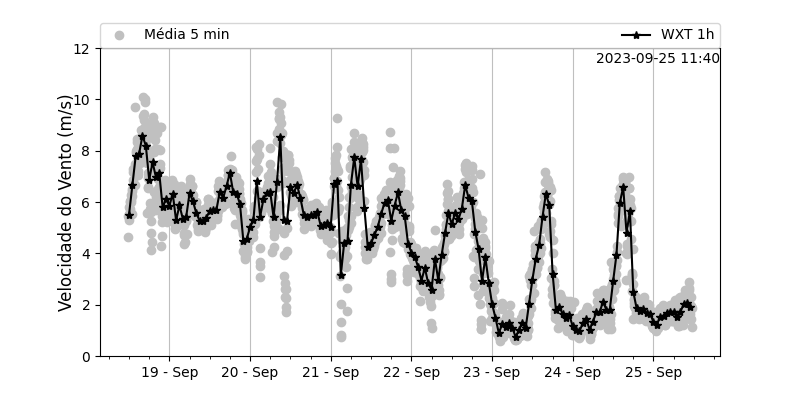 Média 5 min
WXT 1h
2023-09-25 11:40
Velocidade do Vento (m/s)
12
10
8
6
4
2
0
19 - Sep
20 - Sep
21 - Sep
22 - Sep
23 - Sep
24 - Sep
25 - Sep